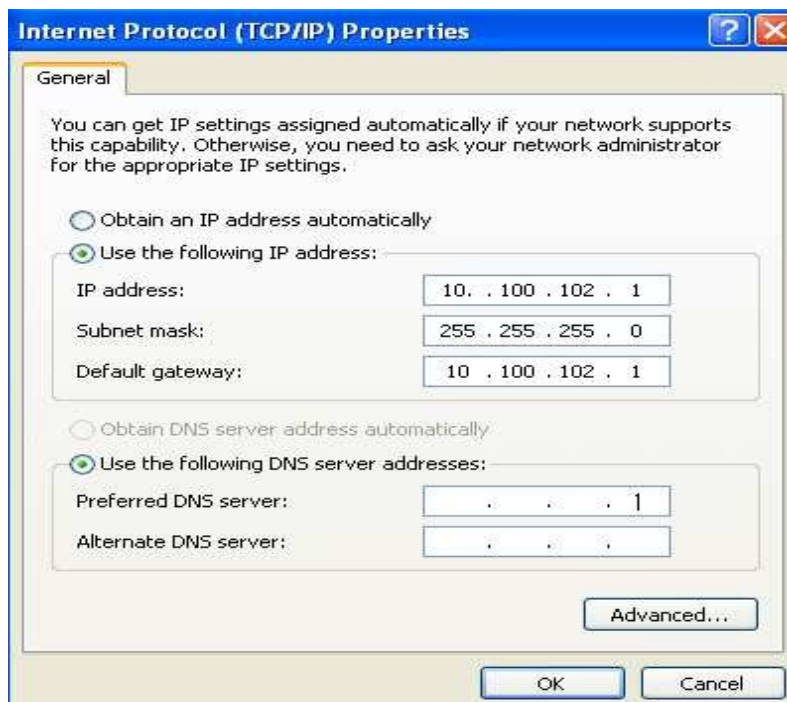 Internet Protocol (TCP/IP) Properties
General
You can get IP settings assigned automatically if your network supports
this capability. Otherwise, you need to ask your network administrator
for the appropriate IP settings.
Obtain an IP address automatically
Use the following IP address:
IP address: 10. . 100 . 102 . 1
Subnet mask: 255 . 255 . 255 . 0
Default gateway: 10 . 100 . 102 . 1
Obtain DNS server address automatically
Use the following DNS server addresses:
Preferred DNS server: . . . 1
Alternate DNS server: . . .
Advanced...
OK Cancel